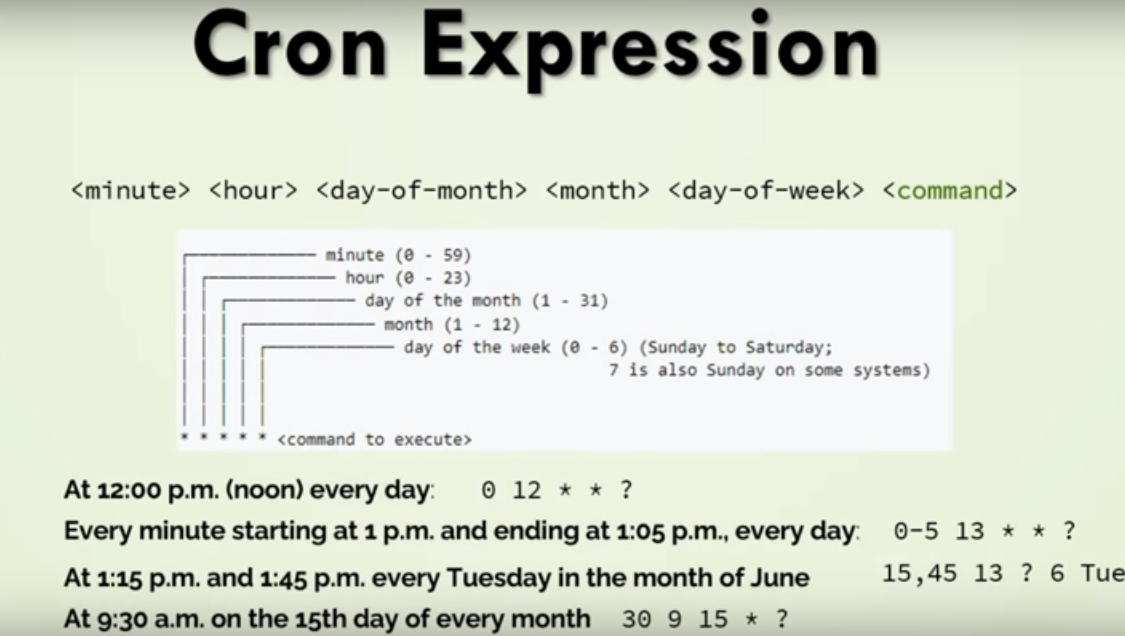 Cron Expression
<minute> <hour> <day-of-month> <month> <day-of-week> <command>
minute (0 - 59)
hour (0 - 23)
day of the month (1 - 31)
month (1 - 12)
day of the week (0 - 6) (Sunday to Saturday;
7 is also Sunday on some systems)
* * * * * <command to execute>
At 12:00 p.m. (noon) every day: 0 12 * * ?
Every minute starting at 1 p.m. and ending at 1:05 p.m., every day: 0-5 13 * * ?
At 1:15 p.m. and 1:45 p.m. every Tuesday in the month of June 15,45 13 ? 6 Tue
At 9:30 a.m. on the 15th day of every month 30 9 15 * ?